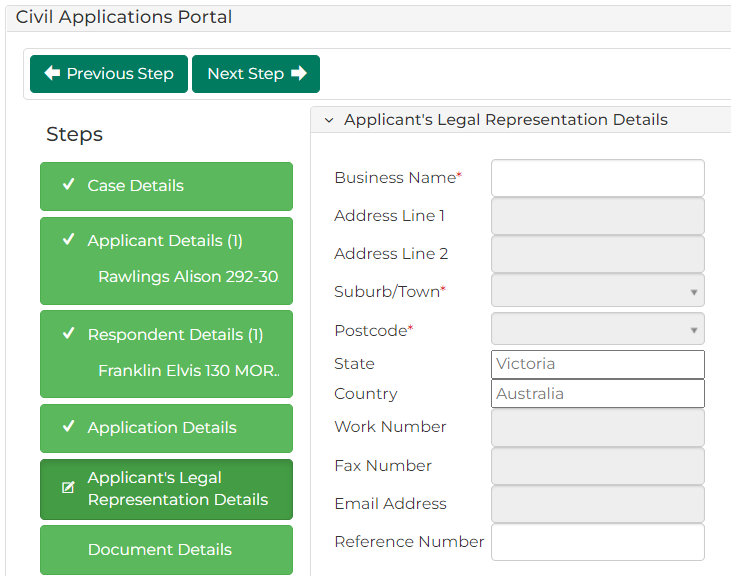 Civil Applications Portal
Previous Step
Next Step
Steps
Case Details
Applicant Details (1)
Rawlings Alison 292-30
Respondent Details (1)
Franklin Elvis 130 MOR..
Application Details
Applicant's Legal
Representation Details
Document Details
Applicant's Legal Representation Details
Business Name*
Address Line 1
Address Line 2
Suburb/Town*
Postcode*
State Victoria
Country Australia
Work Number
Fax Number
Email Address
Reference Number